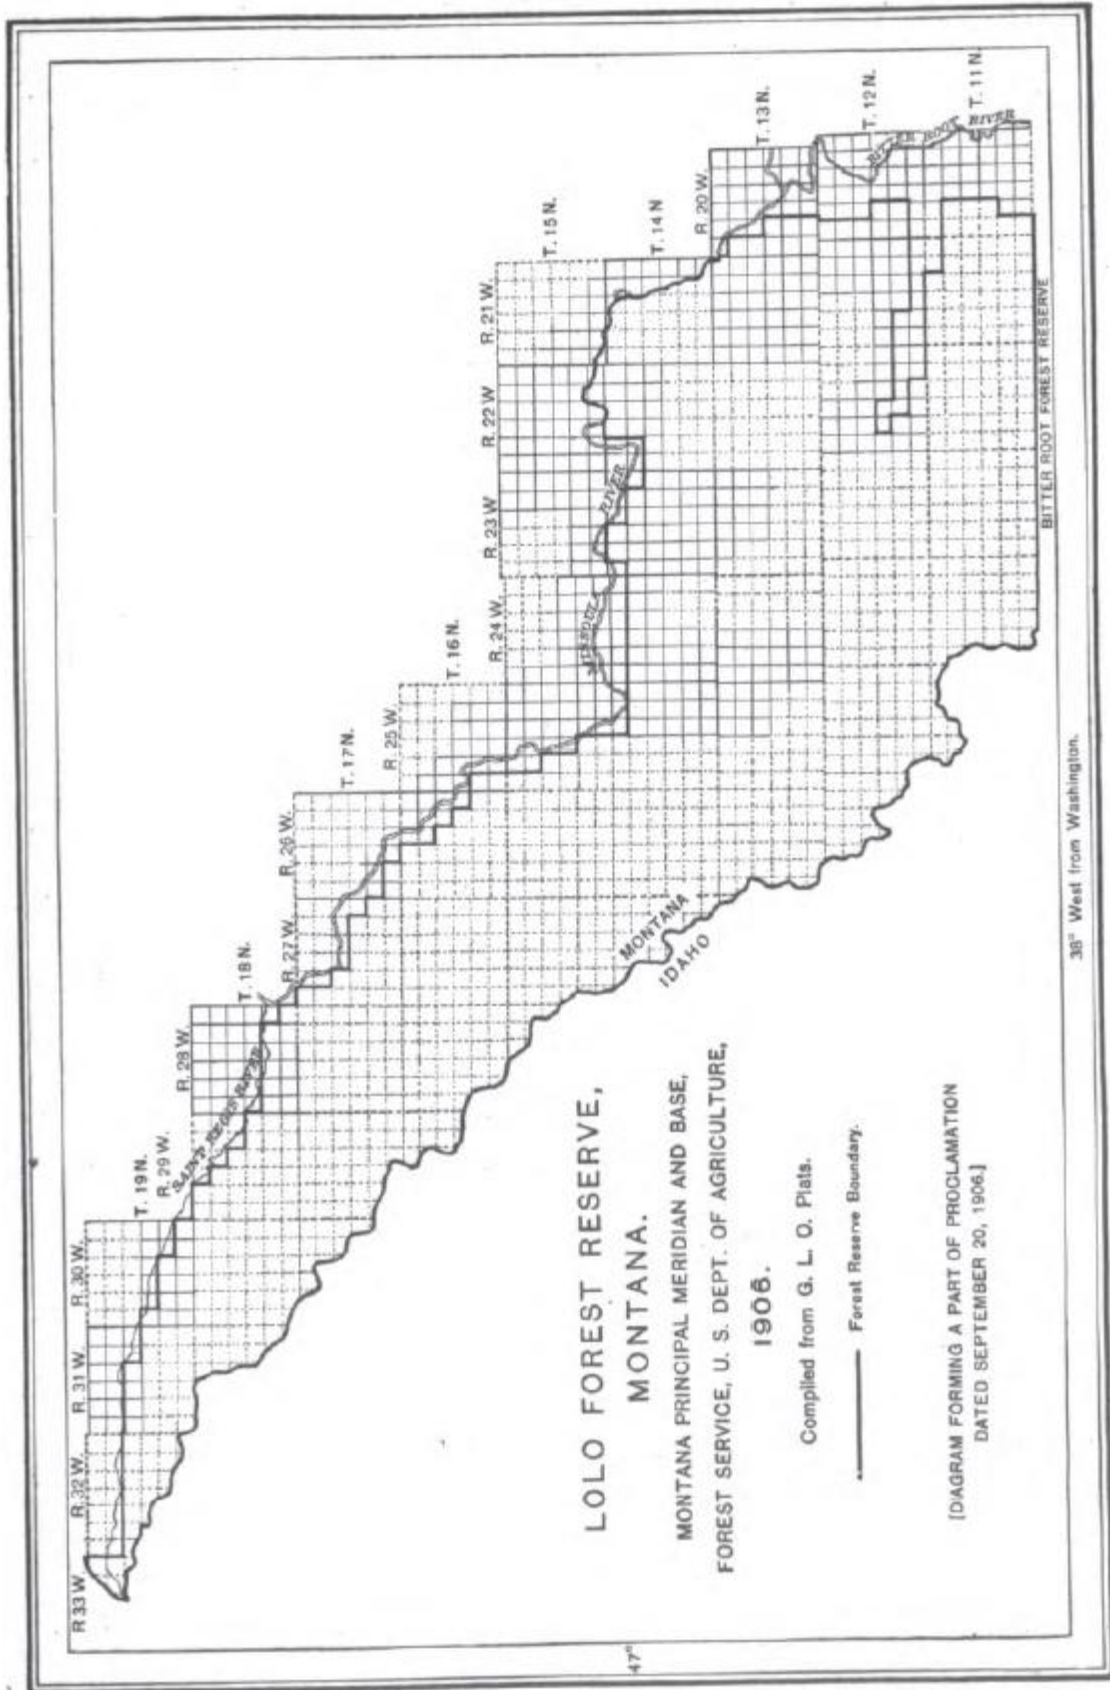 R 33 W.
R. 32 W.
R. 31 W.
R. 30 W.
T. 19 N.
R. 29 W.
SAINT REGIS RIVER
R. 28 W.
T. 18 N.
R. 27 W.
R. 26 W.
T. 17 N.
R. 25 W.
T. 16 N.
R. 24 W.
R. 23 W
R. 22 W
R. 21 W.
T. 15 N.
T. 14 N
R. 20 W.
T. 13 N.
T. 12 N.
T. 11 N.
MISSOULA RIVER
BITTER ROOT RIVER
MONTANA
IDAHO
BITTER ROOT FOREST RESERVE
LOLO FOREST RESERVE,
MONTANA.
MONTANA PRINCIPAL MERIDIAN AND BASE,
FOREST SERVICE, U. S. DEPT. OF AGRICULTURE,
1906.
Compiled from G. L. O. Plats.
Forest Reserve Boundary.
[DIAGRAM FORMING A PART OF PROCLAMATION
DATED SEPTEMBER 20, 1906.]
47°
38° West from Washington.